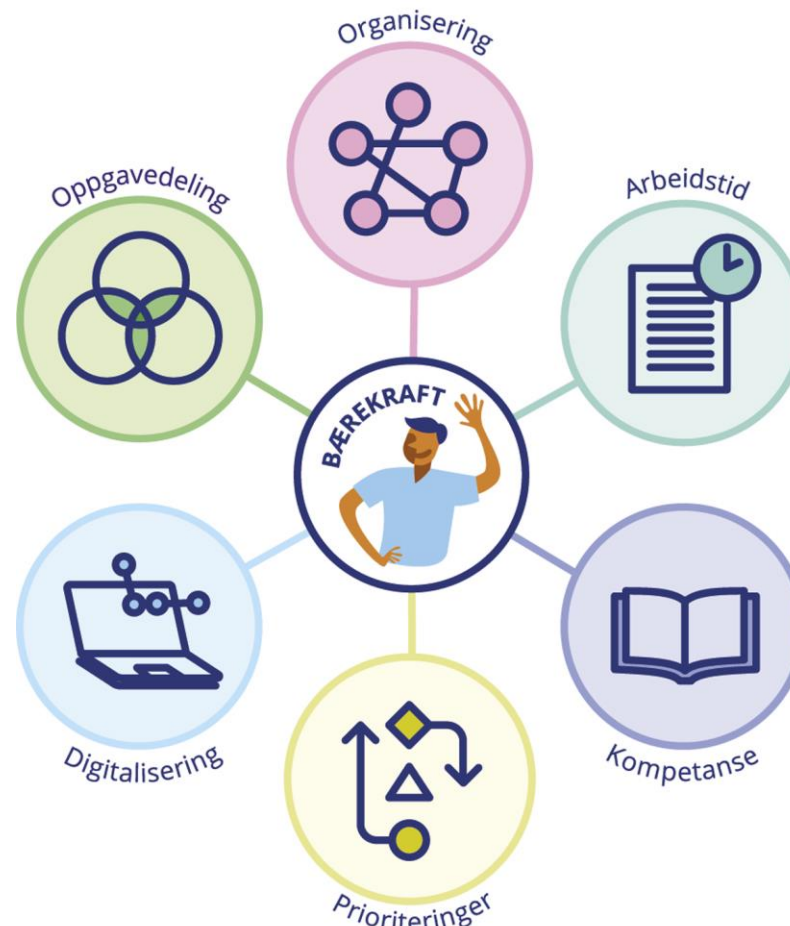 Organisering
Oppgavedeling
Arbeidstid
BÆREKRAFT
Digitalisering
Kompetanse
Prioriteringer